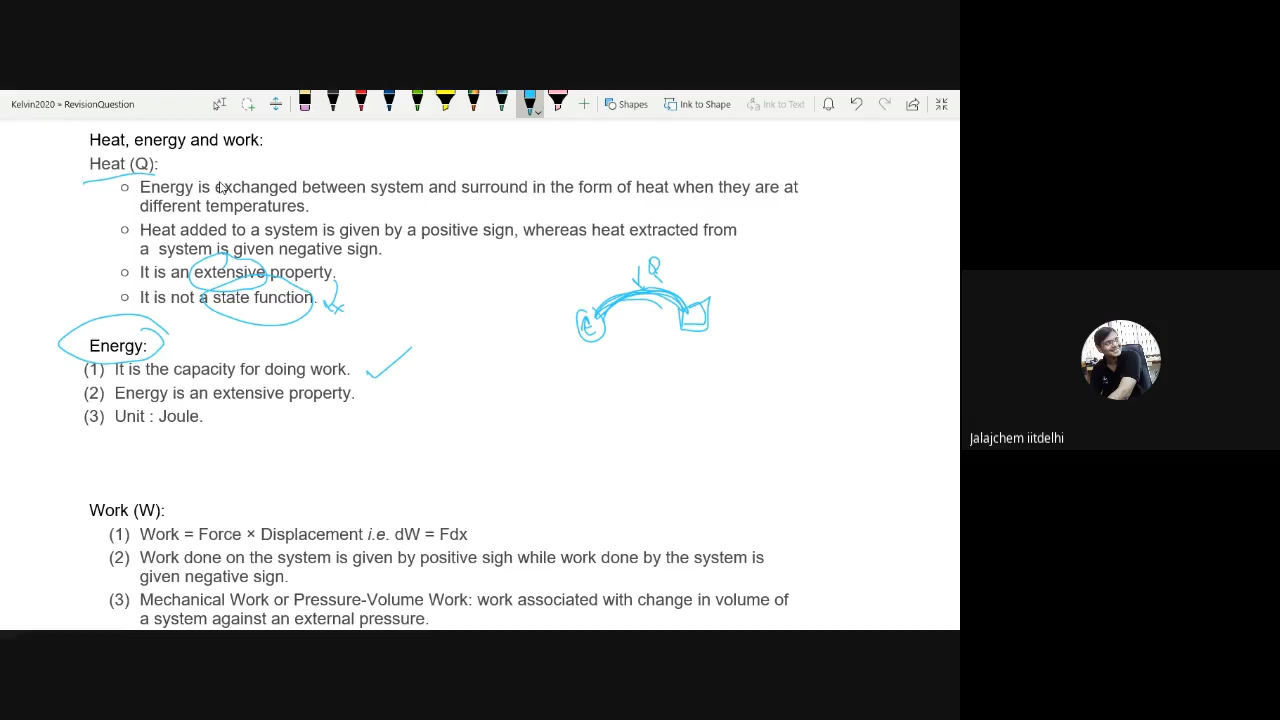 Kelvin2020 » RevisionQuestion
Shapes
Ink to Shape
Ink to Text
Heat, energy and work:
Heat (Q):
○ Energy is exchanged between system and surround in the form of heat when they are at
different temperatures.
○ Heat added to a system is given by a positive sign, whereas heat extracted from
a system is given negative sign.
○ It is an extensive property.
○ It is not a state function.
Q
Energy:
(1) It is the capacity for doing work.
(2) Energy is an extensive property.
(3) Unit : Joule.
Jalajchem iitdelhi
Work (W):
(1) Work = Force × Displacement i.e. dW = Fdx
(2) Work done on the system is given by positive sigh while work done by the system is
given negative sign.
(3) Mechanical Work or Pressure-Volume Work: work associated with change in volume of
a system against an external pressure.